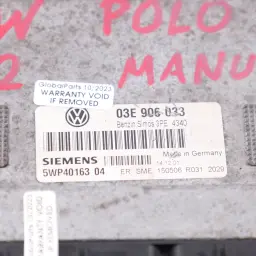 W POLO
2 MANU
GlobalParts 10.2023
WARRANTY VOID
IF REMOVED
03E 906 033
Benzin Simos 3PE 4340
SIEMENS Made in Germany
5WP40163 04 ER SME 150506 R031 2029